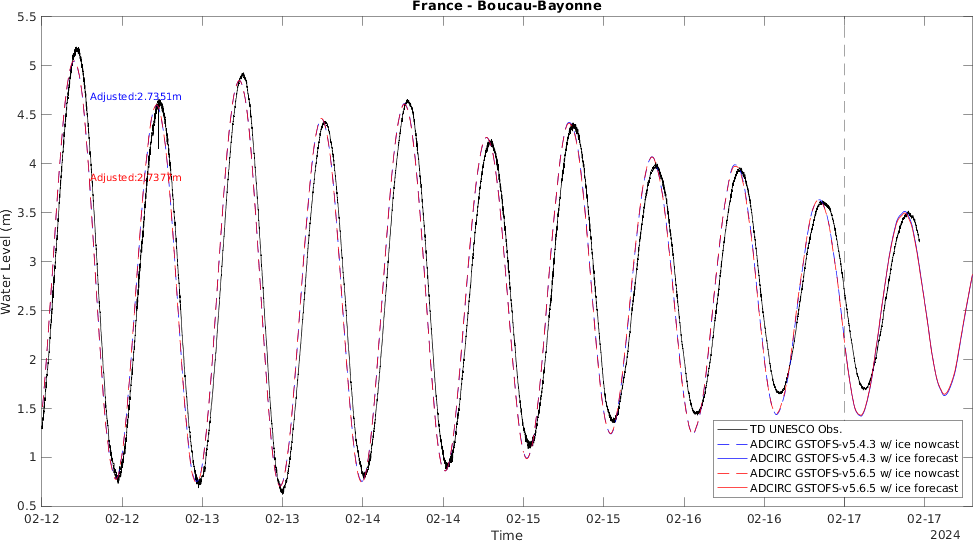 France - Boucau-Bayonne
5.5
5
4.5
4
3.5
3
2.5
2
1.5
1
0.5
Water Level (m)
Adjusted:2.7351m
Adjusted:2.7377m
TD UNESCO Obs.
ADCIRC GSTOFS-v5.4.3 w/ ice nowcast
ADCIRC GSTOFS-v5.4.3 w/ ice forecast
ADCIRC GSTOFS-v5.6.5 w/ ice nowcast
ADCIRC GSTOFS-v5.6.5 w/ ice forecast
02-12 02-12 02-13 02-13 02-14 02-14 02-15 02-15 02-16 02-16 02-17 02-17
Time
2024